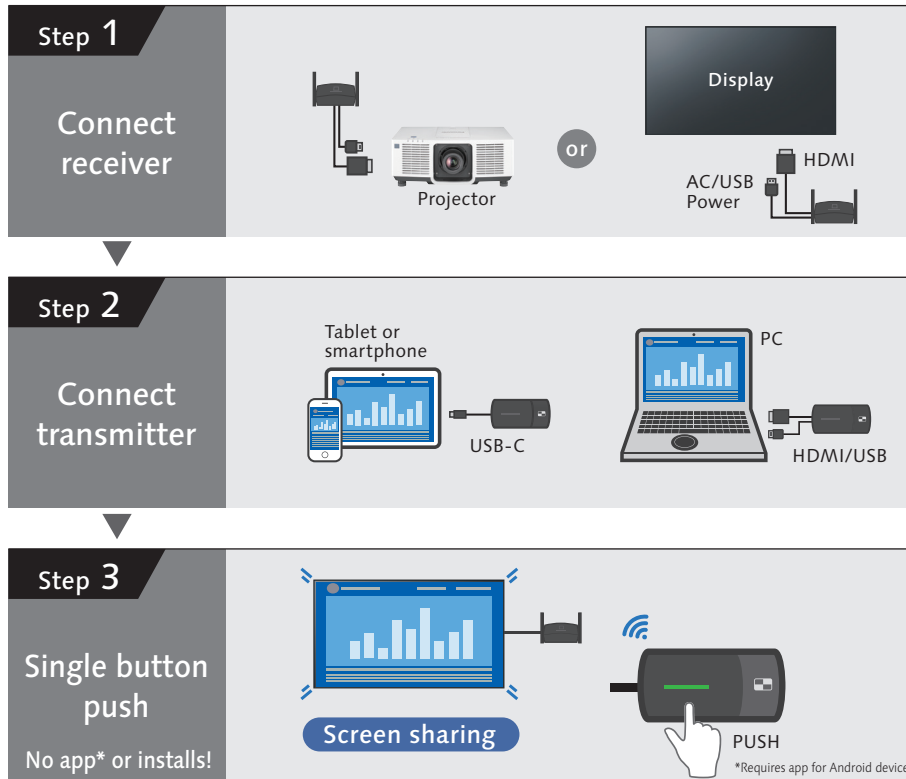 Step 1
Connect
receiver
Projector
or
Display
HDMI
AC/USB
Power
Step 2
Connect
transmitter
Tablet or
smartphone
USB-C
PC
HDMI/USB
Step 3
Single button
push
No app* or installs!
Screen sharing
PUSH
*Requires app for Android device